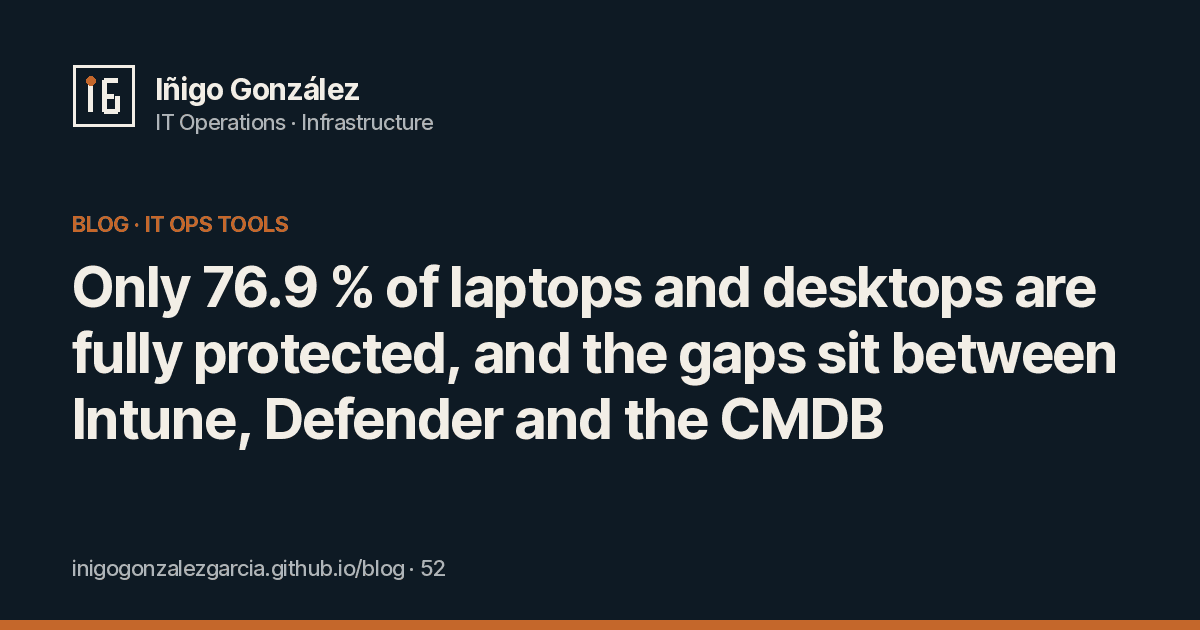 iG
Iñigo González
IT Operations · Infrastructure
BLOG · IT OPS TOOLS
Only 76.9 % of laptops and desktops are
fully protected, and the gaps sit between
Intune, Defender and the CMDB
inigogonzalezgarcia.github.io/blog · 52